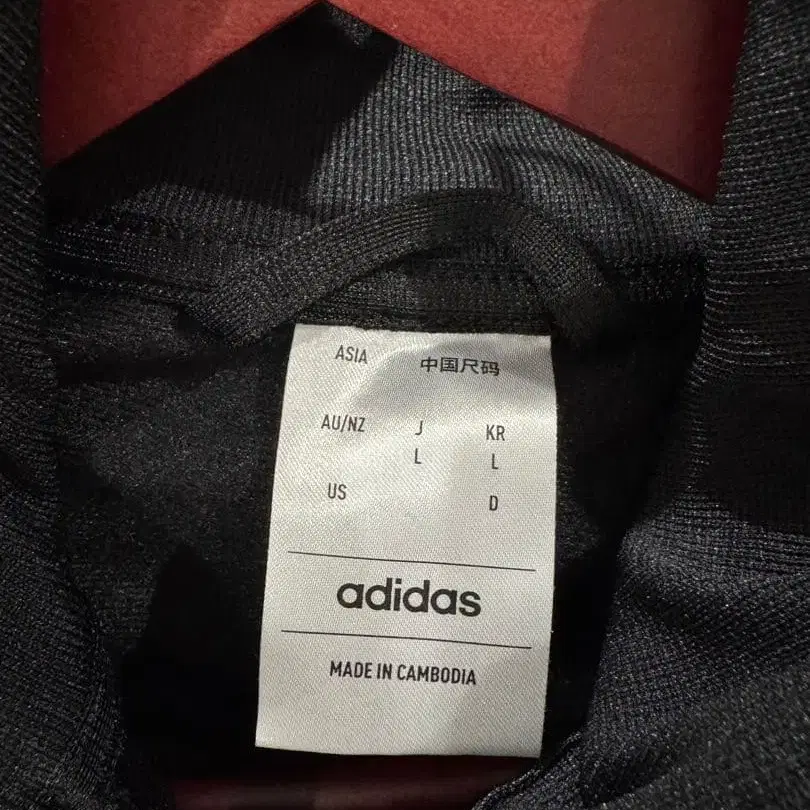 ASIA 中国尺码
AU/NZ J KR
L L
US D
adidas
MADE IN CAMBODIA